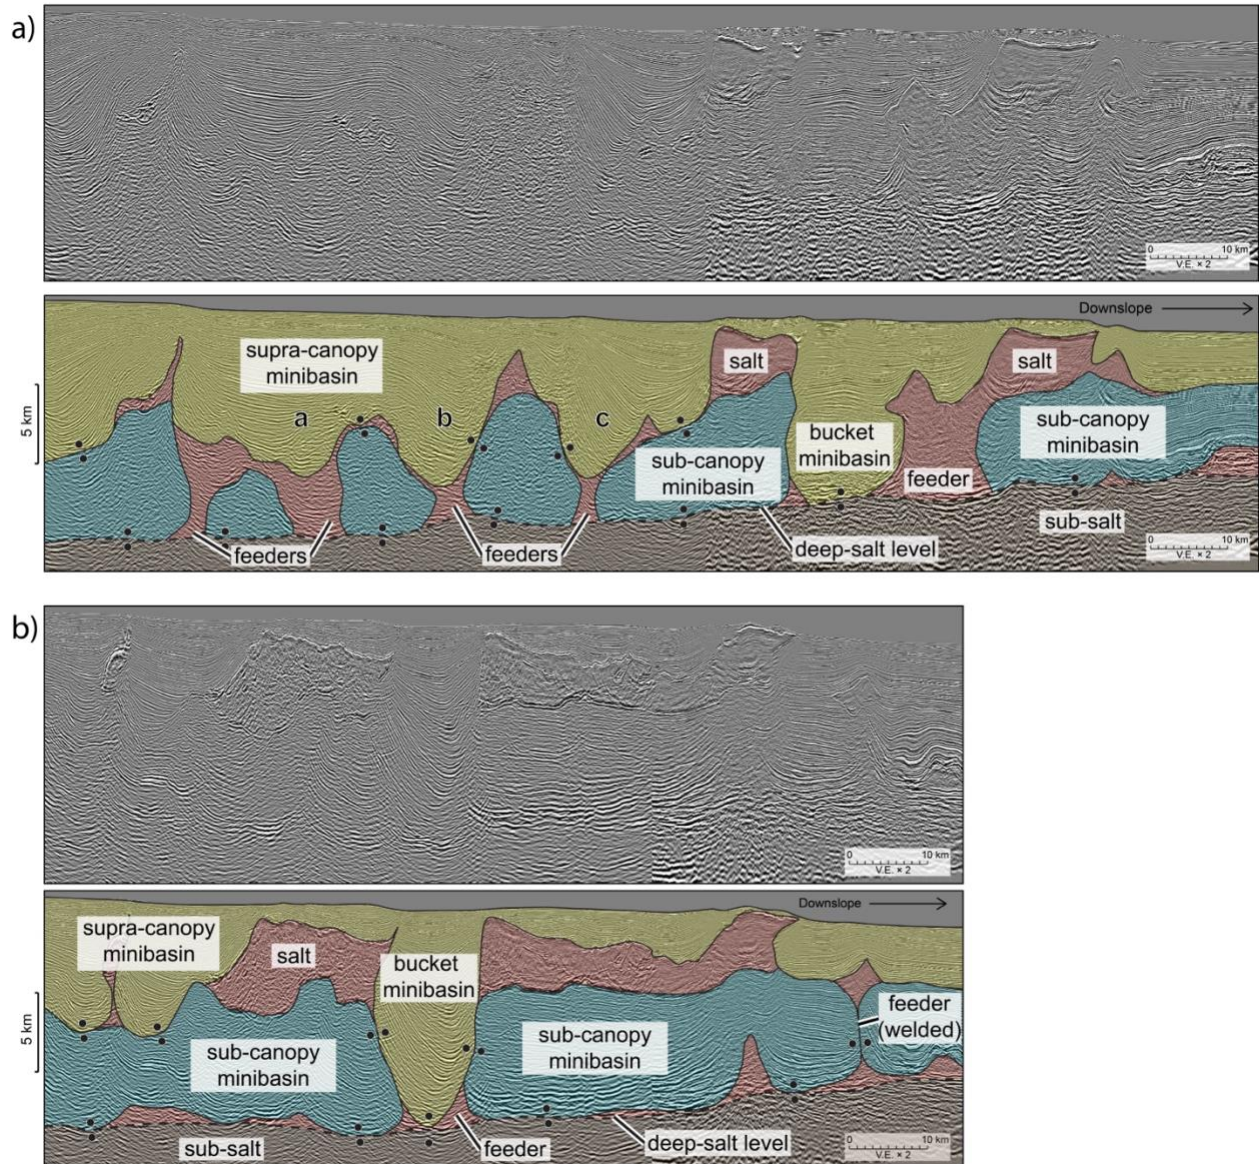 a)
0 10 km
V.E. × 2
Downslope
5 km
supra-canopy
minibasin
a
b
c
salt
salt
bucket
minibasin
sub-canopy
minibasin
sub-canopy
minibasin
feeder
sub-salt
feeders
feeders
deep-salt level
0 10 km
V.E. × 2
b)
0 10 km
V.E. × 2
Downslope
5 km
supra-canopy
minibasin
salt
bucket
minibasin
sub-canopy
minibasin
sub-canopy
minibasin
feeder
(welded)
sub-salt
feeder
deep-salt level
0 10 km
V.E. × 2